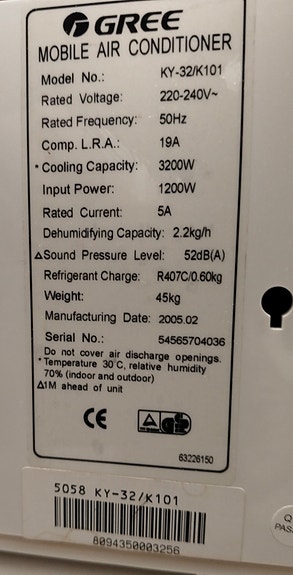 GREE
MOBILE AIR CONDITIONER
Model No.: KY-32/K101
Rated Voltage: 220-240V~
Rated Frequency: 50Hz
Comp. L.R.A.: 19A
* Cooling Capacity: 3200W
Input Power: 1200W
Rated Current: 5A
Dehumidifying Capacity: 2.2kg/h
△Sound Pressure Level: 52dB(A)
Refrigerant Charge: R407C/0.60kg
Weight: 45kg
Manufacturing Date: 2005.02
Serial No.: 54565704036
Do not cover air discharge openings.
* Temperature 30℃, relative humidity
70% (indoor and outdoor)
△1M ahead of unit
CE
63226150
5058 KY-32/K101
8094350003256
Q
PAS